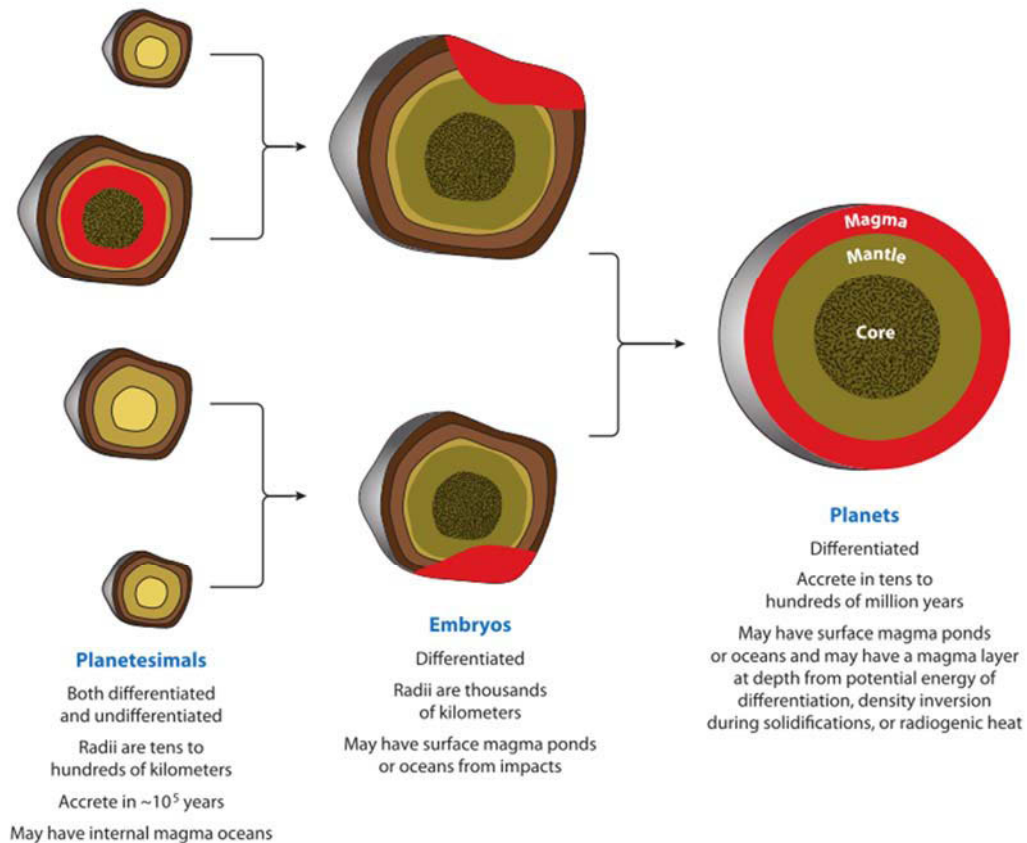 Magma
Mantle
Core
Planetesimals
Both differentiated
and undifferentiated
Radii are tens to
hundreds of kilometers
Accrete in ~10⁵ years
May have internal magma oceans
Embryos
Differentiated
Radii are thousands
of kilometers
May have surface magma ponds
or oceans from impacts
Planets
Differentiated
Accrete in tens to
hundreds of million years
May have surface magma ponds
or oceans and may have a magma layer
at depth from potential energy of
differentiation, density inversion
during solidifications, or radiogenic heat